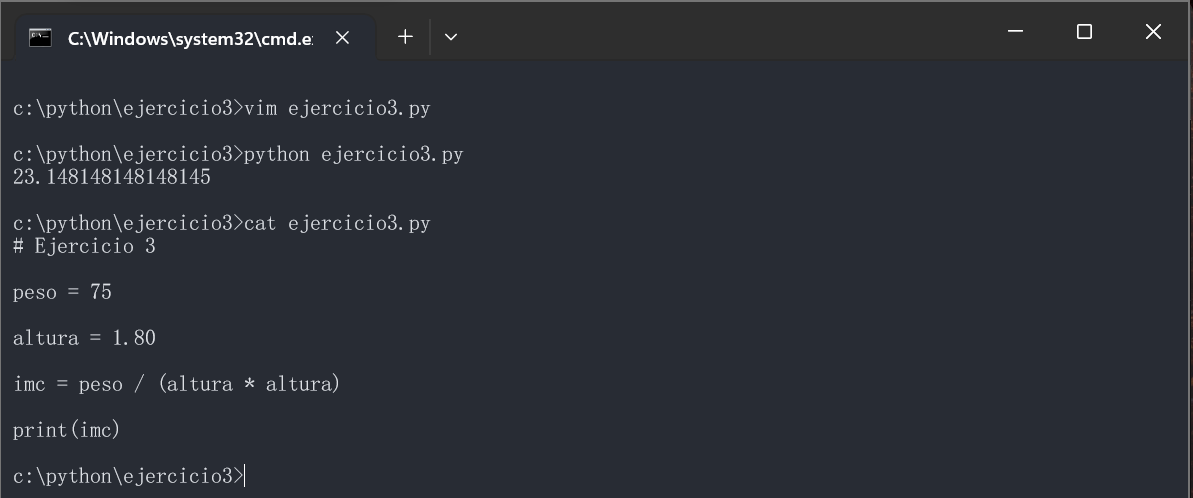 C:\Windows\system32\cmd.e
c:\python\ejercicio3>vim ejercicio3.py
c:\python\ejercicio3>python ejercicio3.py
23.148148148148145
c:\python\ejercicio3>cat ejercicio3.py
# Ejercicio 3
peso = 75
altura = 1.80
imc = peso / (altura * altura)
print(imc)
c:\python\ejercicio3>